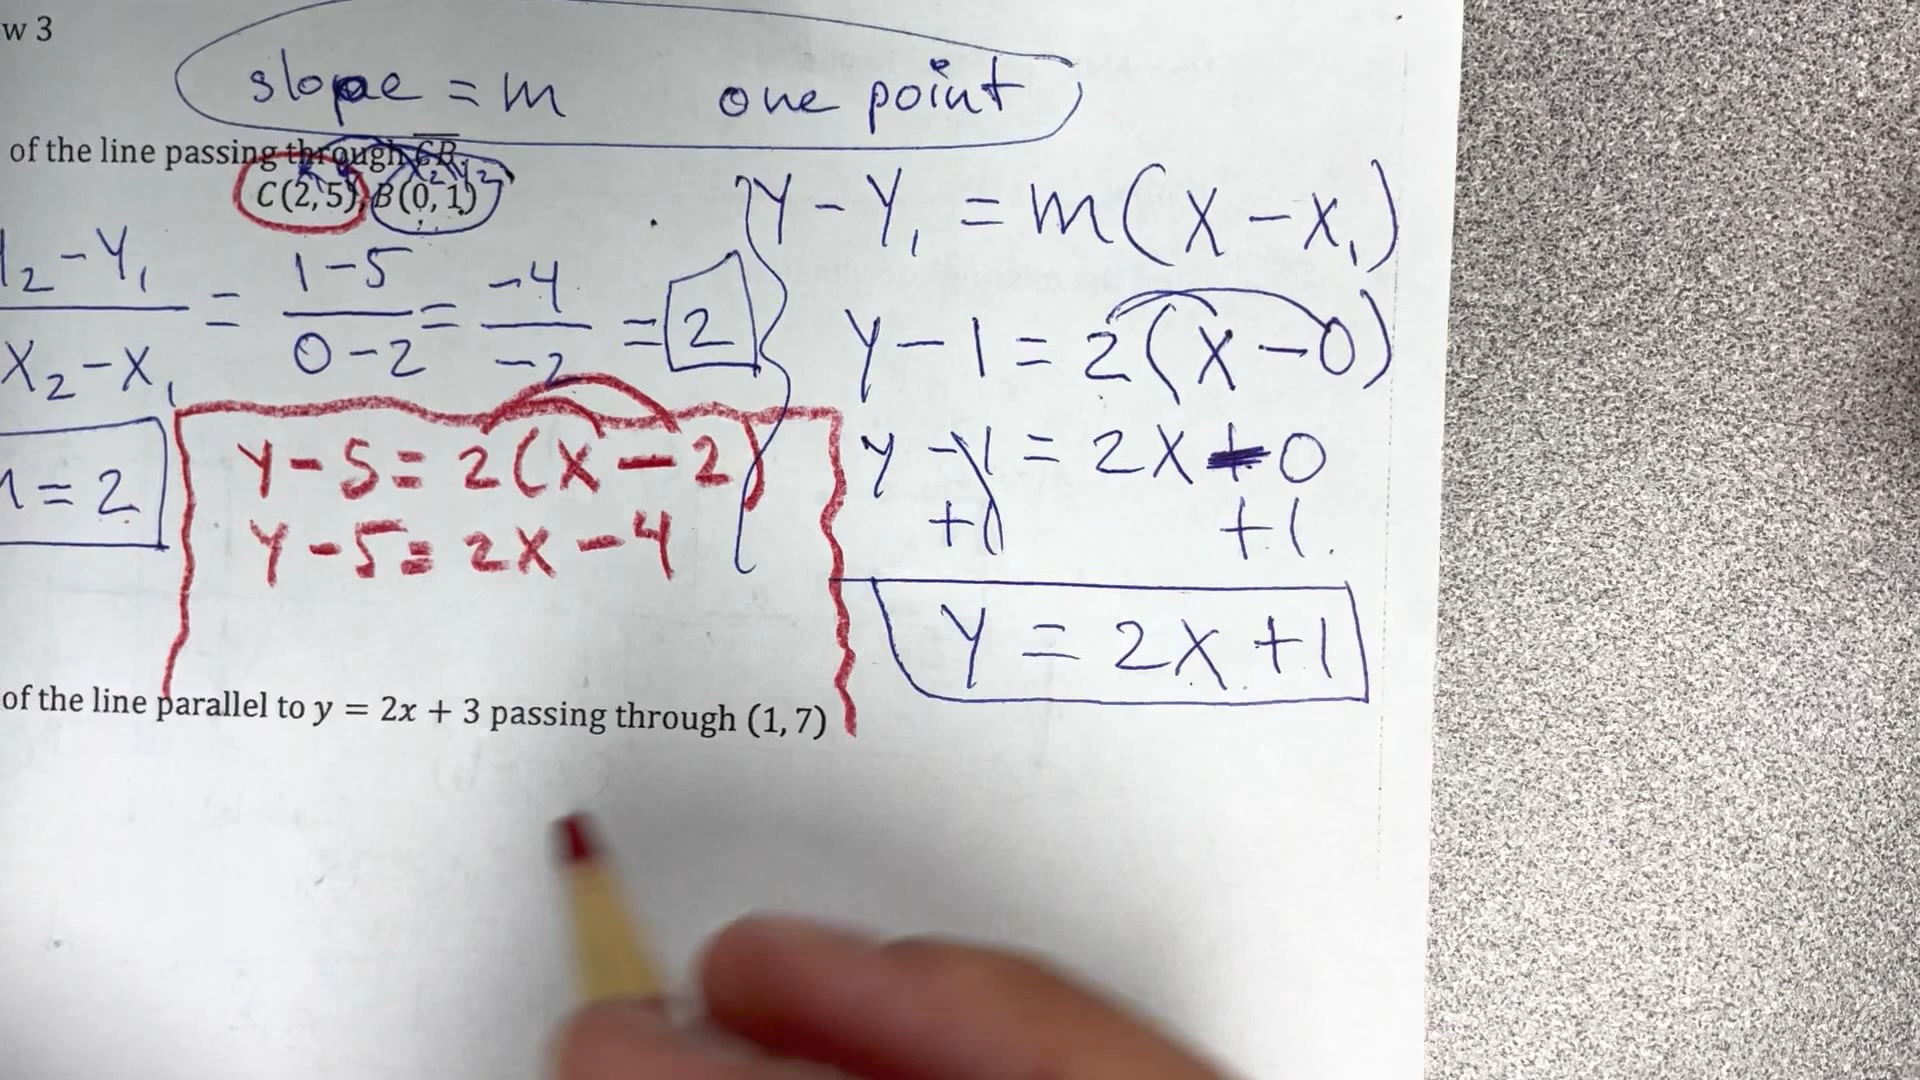 w 3
slope = m one point
of the line passing through CB.
C(2,5), B(0,1)
x2 y2
Y2 - Y1 / X2 - X1 = 1-5 / 0-2 = -4 / -2 = 2
m = 2
Y - Y1 = m(X - X1)
Y - 1 = 2(X - 0)
Y - 1 = 2X - 0
+1 +1
Y = 2X + 1
Y - 5 = 2(X - 2)
Y - 5 = 2X - 4
of the line parallel to y = 2x + 3 passing through (1, 7)